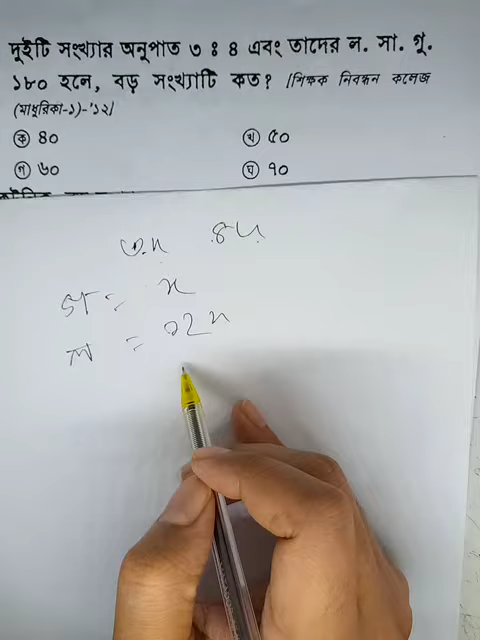 দুইটি সংখ্যার অনুপাত ৩ ঃ ৪ এবং তাদের ল. সা. গু.
১৮০ হলে, বড় সংখ্যাটি কত? [শিক্ষক নিবন্ধন কলেজ
(মাধুরিকা-১)-'১২]
ক ৪০ খ ৫০
গ ৬০ ঘ ৭০
৩x ৪x
গ = x
ল = ১২x